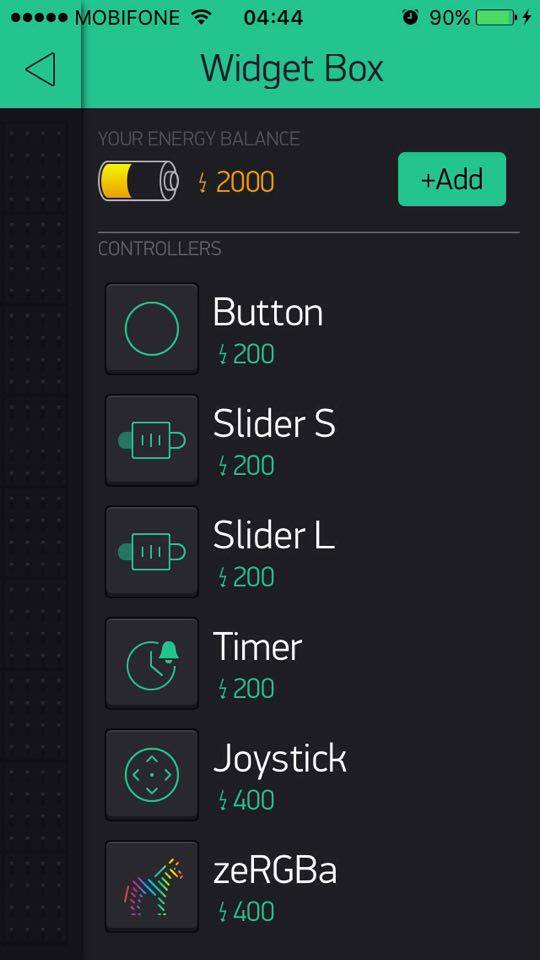 MOBIFONE 04:44 90%
Widget Box
YOUR ENERGY BALANCE
2000
+Add
CONTROLLERS
Button
200
Slider S
200
Slider L
200
Timer
200
Joystick
400
zeRGBa
400